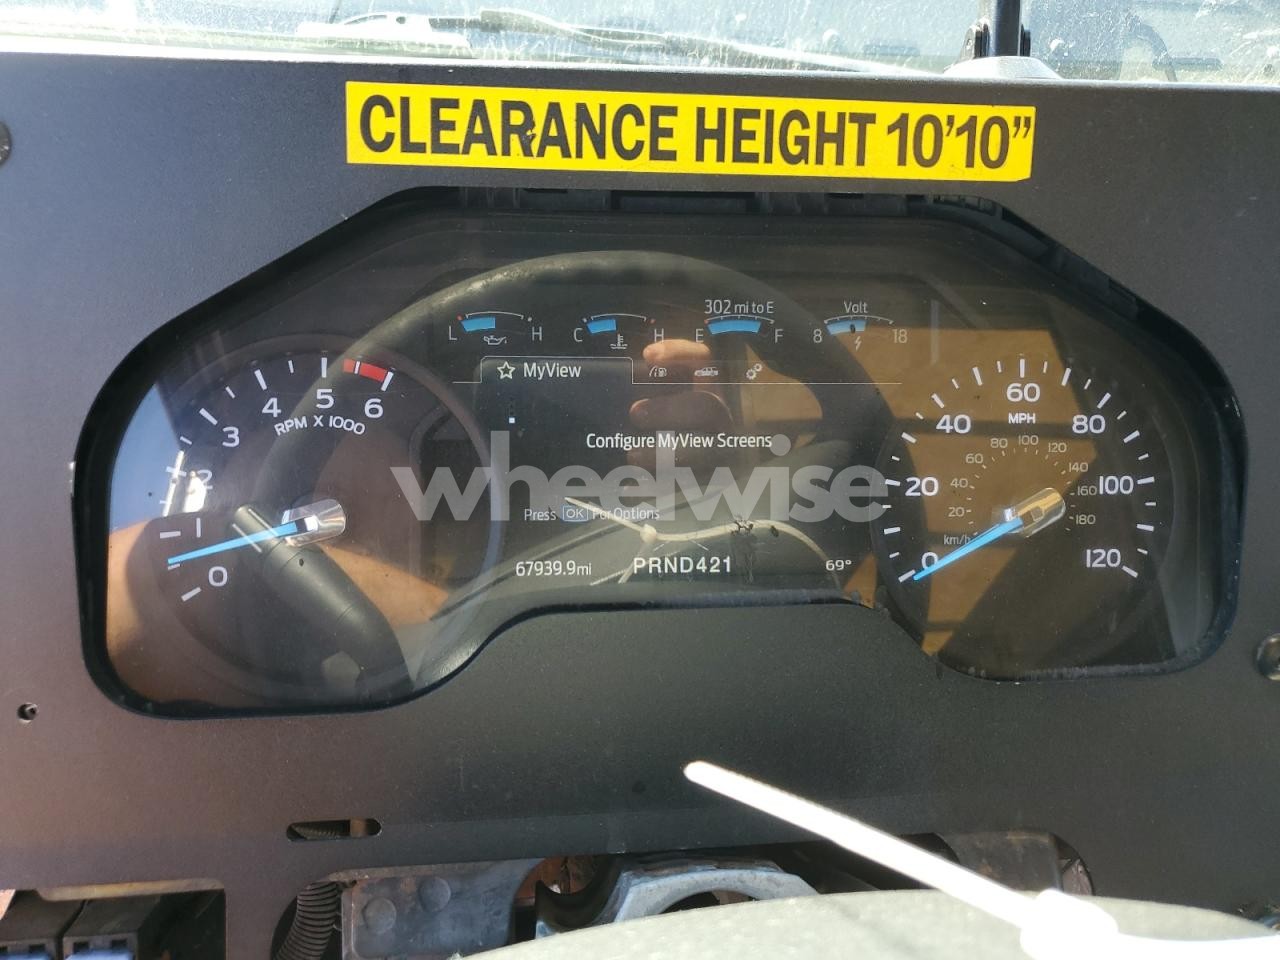 CLEARANCE HEIGHT 10'10"
302 mi to E
Volt
L H
C H
E F
8 18
MyView
0 1 2 3 4 5 6
RPM X 1000
Configure MyView Screens
Press OK For Options
67939.9mi
PRND421
69°
0 20 40 60 80 100 120
MPH
20 40 60 80 100 120 140 160 180
km/h
wheelwise